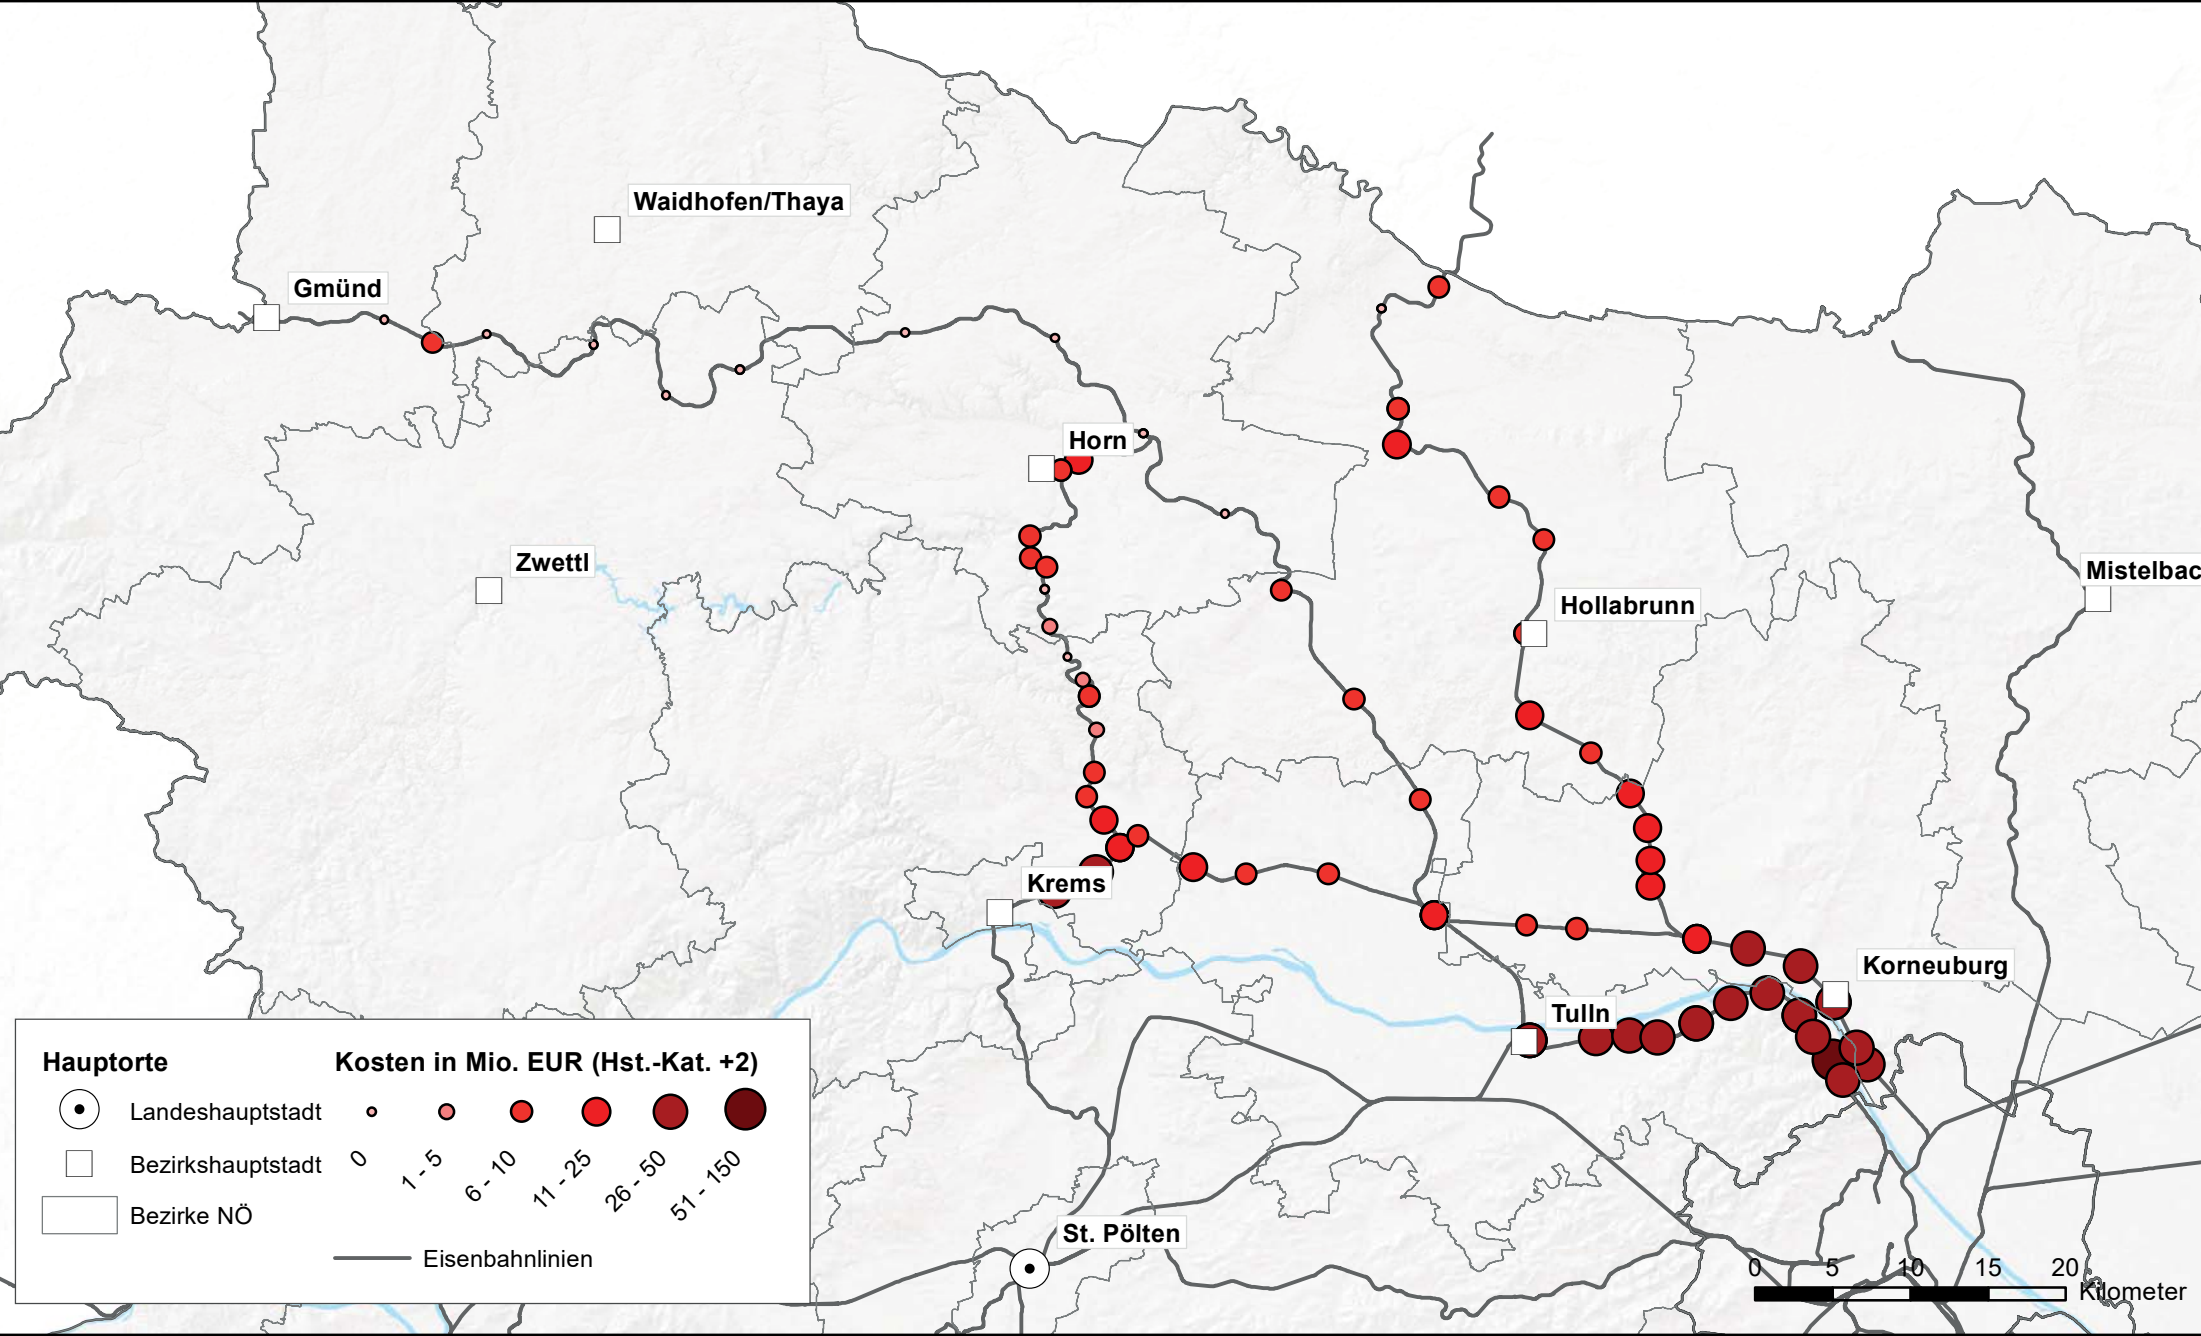 Waidhofen/Thaya
Gmünd
Horn
Zwettl
Mistelbac
Hollabrunn
Krems
Korneuburg
Tulln
St. Pölten
Hauptorte
Landeshauptstadt
Bezirkshauptstadt
Bezirke NÖ
Kosten in Mio. EUR (Hst.-Kat. +2)
0
1 - 5
6 - 10
11 - 25
26 - 50
51 - 150
Eisenbahnlinien
0 5 10 15 20
Kilometer